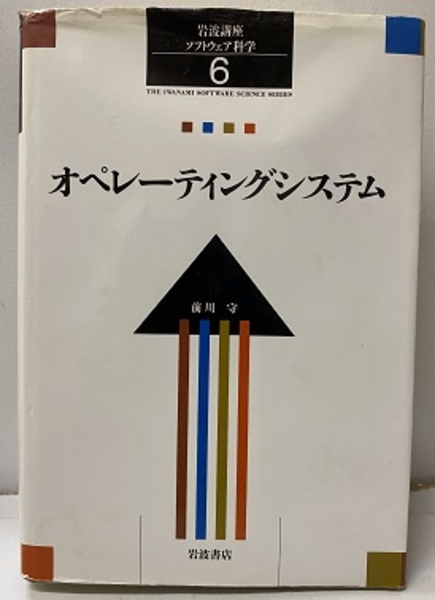 岩波講座
ソフトウェア科学
6
THE IWANAMI SOFTWARE SCIENCE SERIES
オペレーティングシステム
前川 守
岩波書店